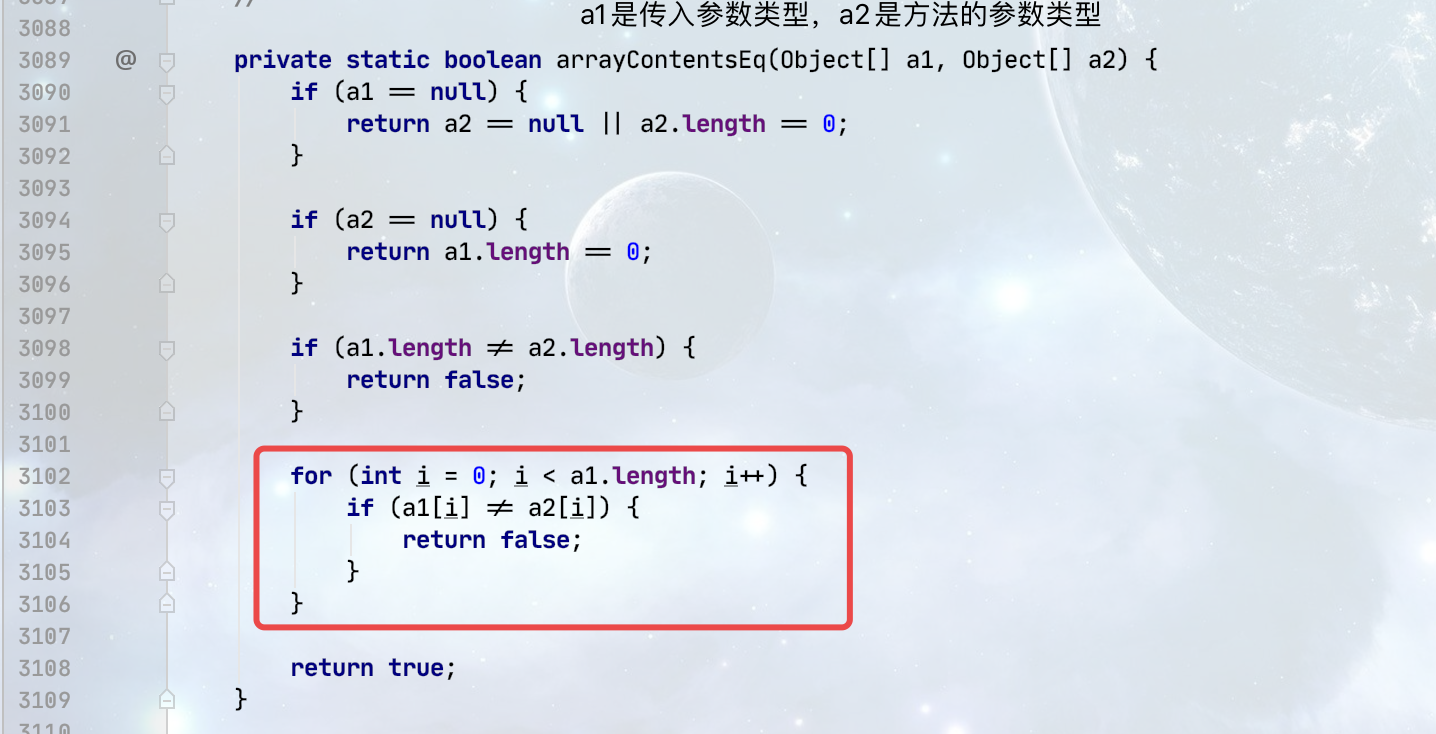 //
a1是传入参数类型，a2是方法的参数类型
3088
3089 @ private static boolean arrayContentsEq(Object[] a1, Object[] a2) {
3090 if (a1 == null) {
3091 return a2 == null || a2.length == 0;
3092 }
3093
3094 if (a2 == null) {
3095 return a1.length == 0;
3096 }
3097
3098 if (a1.length != a2.length) {
3099 return false;
3100 }
3101
3102 for (int i = 0; i < a1.length; i++) {
3103 if (a1[i] != a2[i]) {
3104 return false;
3105 }
3106 }
3107
3108 return true;
3109 }
3110